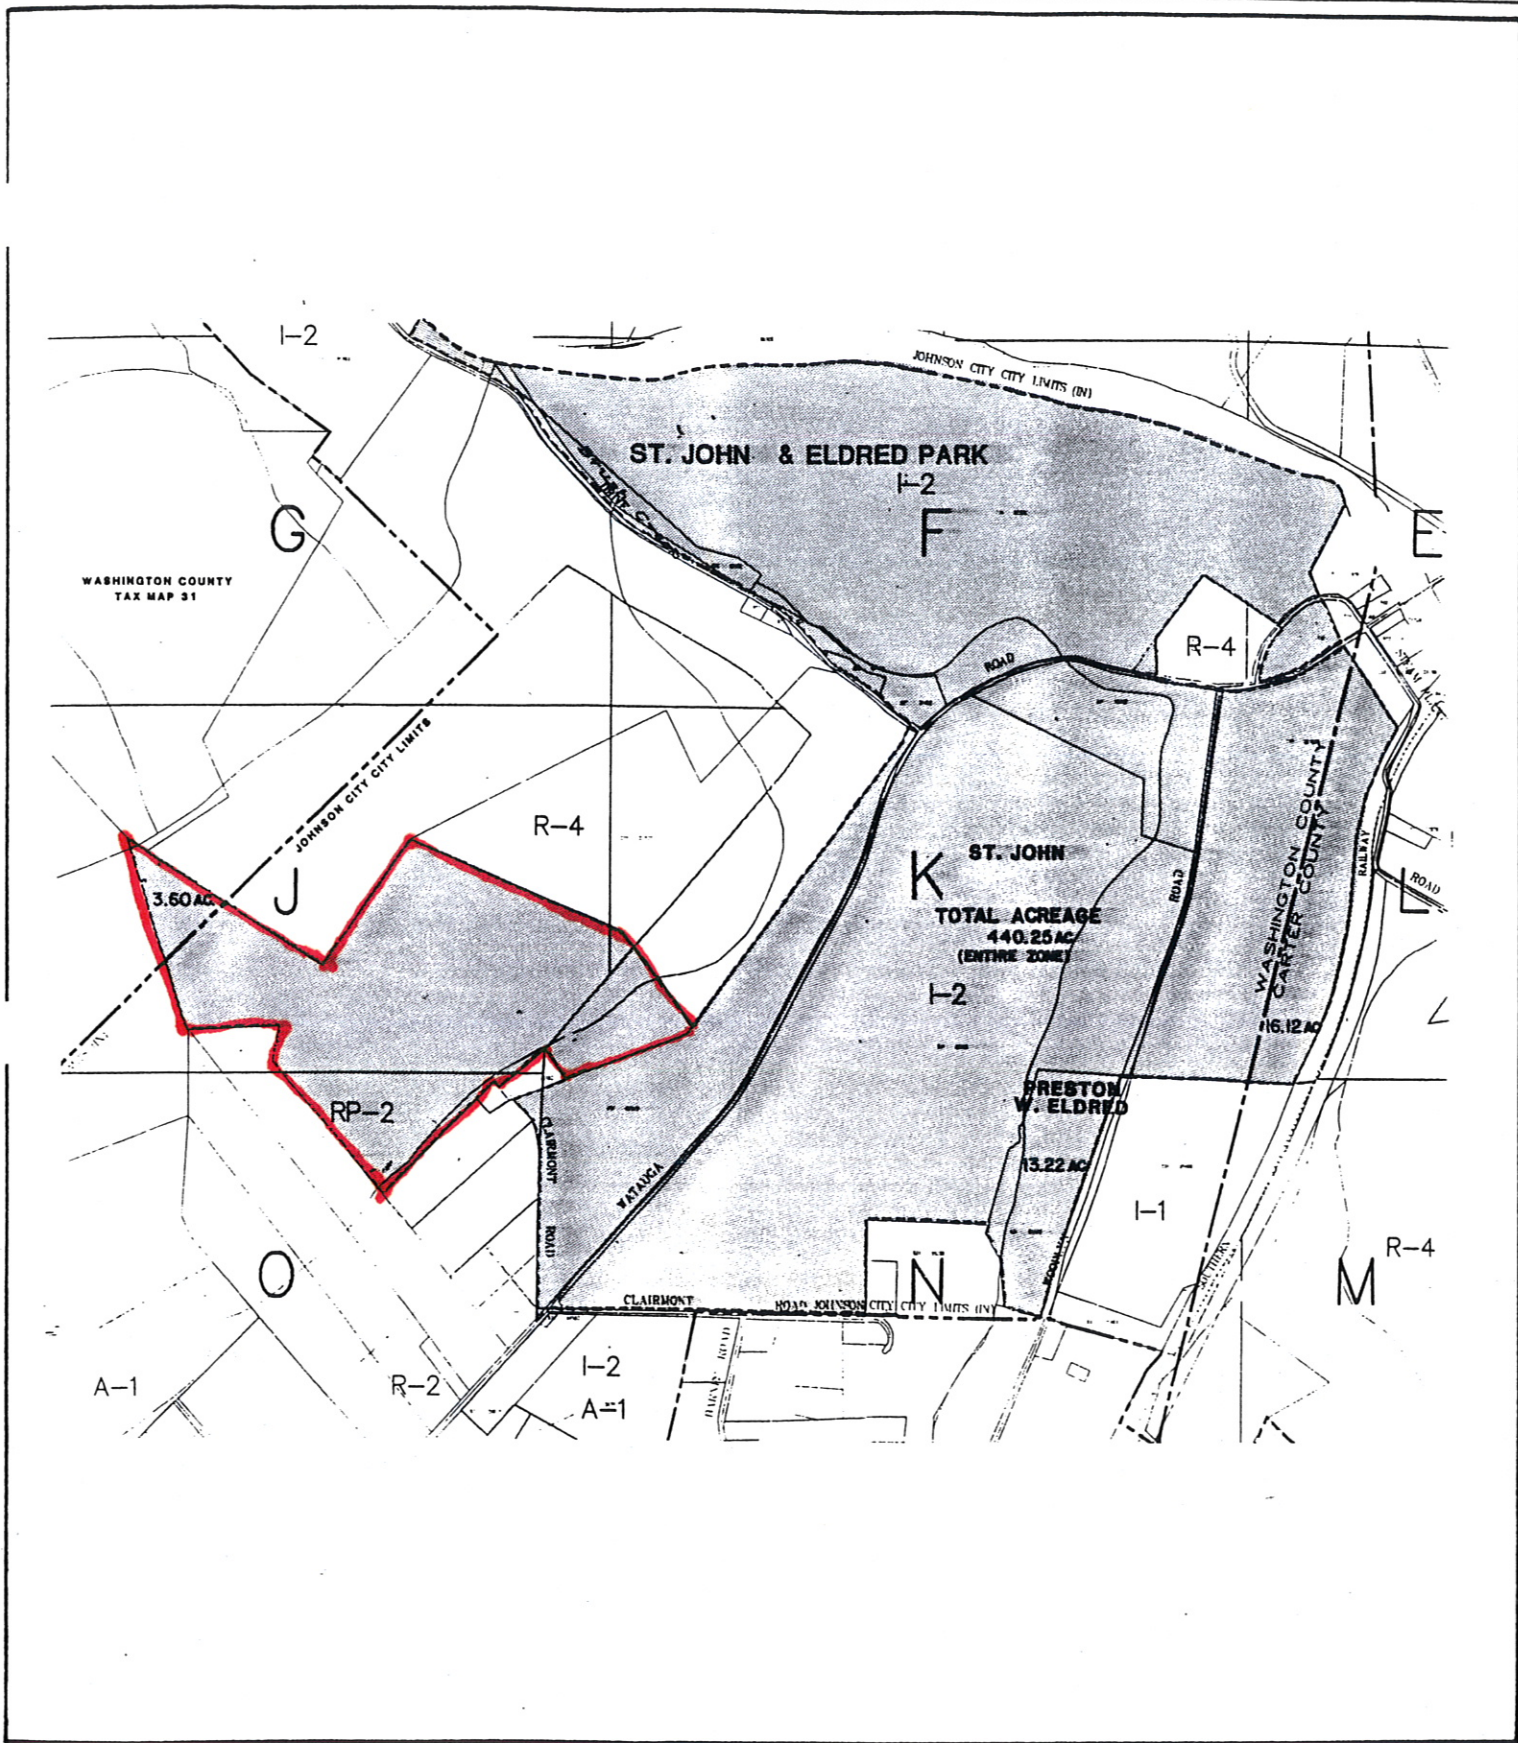 I-2
JOHNSON CITY CITY LIMITS (IN)
ST. JOHN & ELDRED PARK
I-2
F
G
E
WASHINGTON COUNTY
TAX MAP 31
R-4
ROAD
JOHNSON CITY LIMITS
R-4
ST. JOHN
K
TOTAL ACREAGE
440.25 AC
(ENTIRE ZONE)
I-2
ROAD
WASHINGTON COUNTY
CARTER COUNTY
RAILWAY
ROAD
L
3.60 AC
J
16.12 AC
RP-2
PRESTON
W. ELDRED
13.22 AC
CLAIRMONT
ROAD
WATAUGA
I-1
SOUTHERN
R-4
O
N
M
CLAIRMONT
ROAD JOHNSON CITY CITY LIMITS (IN)
A-1
R-2
I-2
A-1
ROAD